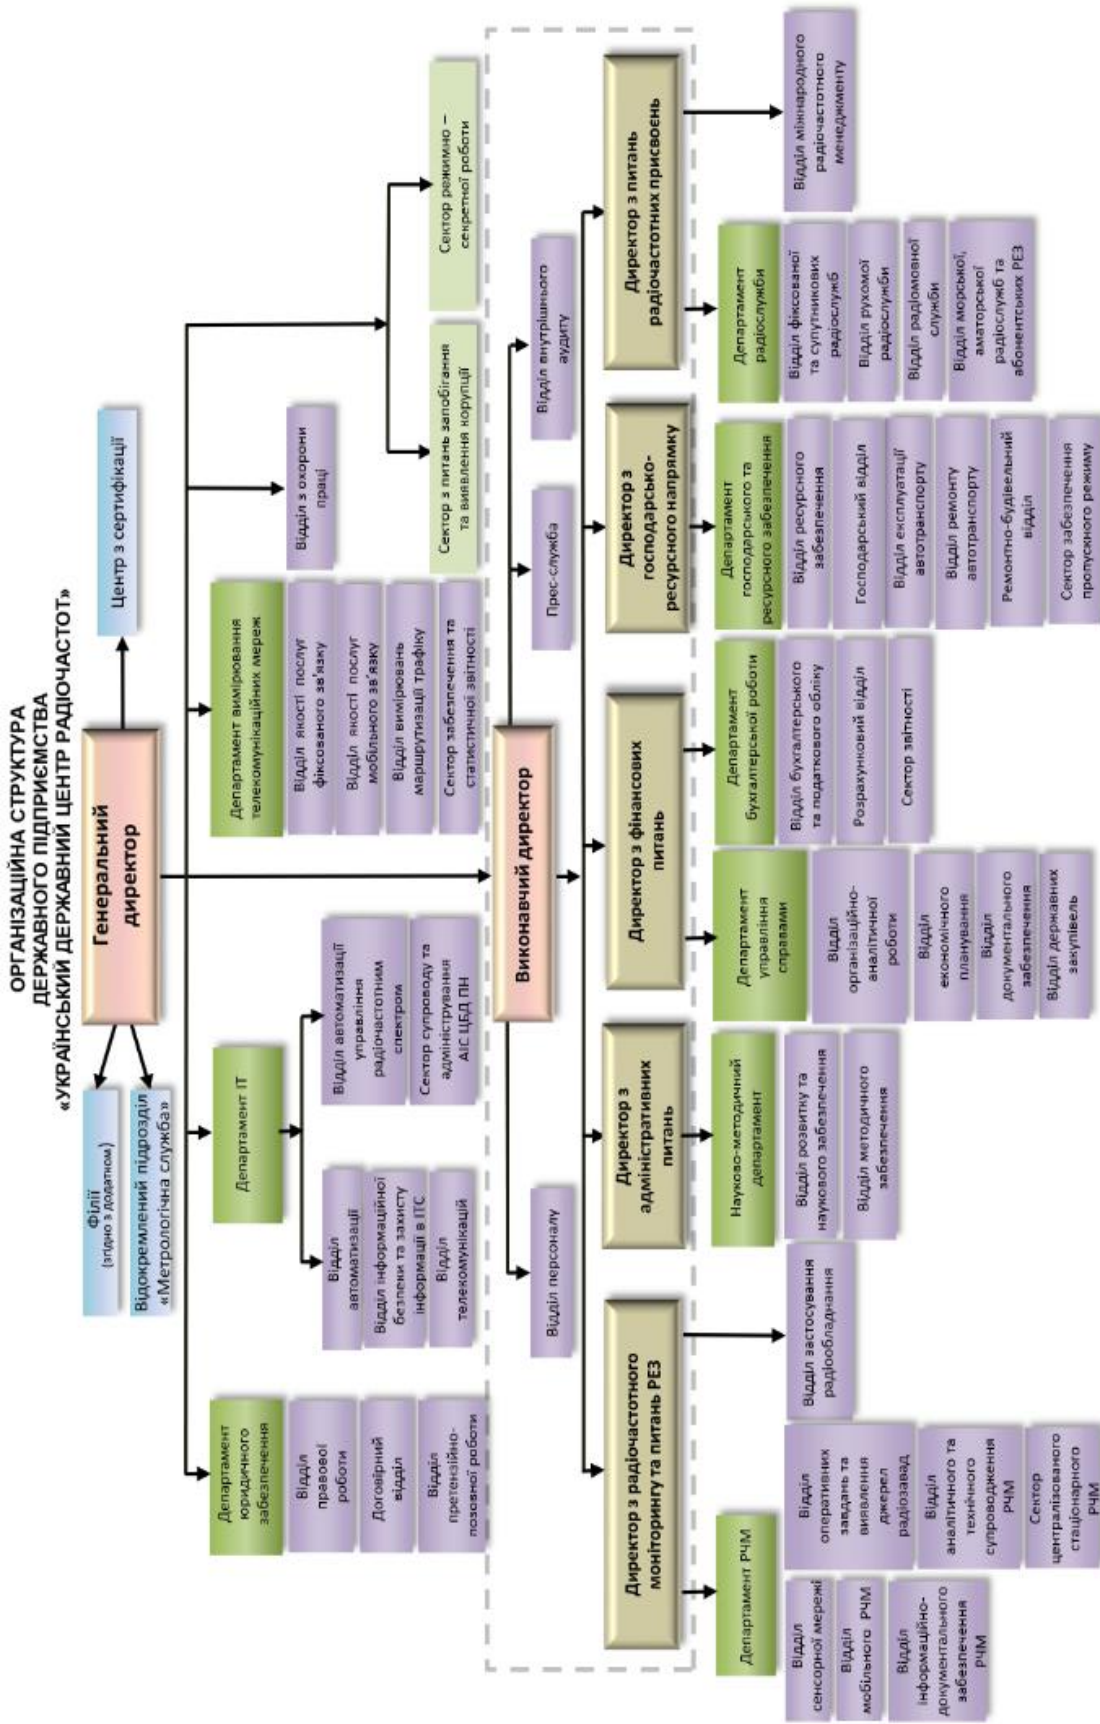 ОРГАНІЗАЦІЙНА СТРУКТУРА
ДЕРЖАВНОГО ПІДПРИЄМСТВА
«УКРАЇНСЬКИЙ ДЕРЖАВНИЙ ЦЕНТР РАДІОЧАСТОТ»
Філії
(згідно з додатком)
Відокремлений підрозділ
«Метрологічна служба»
Генеральний
директор
Центр з сертифікації
Департамент
юридичного
забезпечення
Відділ
правової
роботи
Договірний
відділ
Відділ
претензійно-
позовної роботи
Департамент ІТ
Відділ
автоматизації
Відділ інформаційної
безпеки та захисту
інформації в ІТС
Відділ
телекомунікацій
Відділ автоматизації
управління
радіочастотним
спектром
Сектор супроводу та
адміністрування
АІС ЦБД ПН
Департамент вимірювання
телекомунікаційних мереж
Відділ якості послуг
фіксованого зв'язку
Відділ якості послуг
мобільного зв'язку
Відділ вимірювань
маршрутизації трафіку
Сектор забезпечення та
статистичної звітності
Відділ з охорони
праці
Сектор з питань запобігання
та виявлення корупції
Сектор режимно –
секретної роботи
Виконавчий директор
Відділ персоналу
Прес-служба
Відділ внутрішнього
аудиту
Директор з радіочастотного
моніторингу та питань РЕЗ
Департамент РЧМ
Відділ
сенсорної мережі
Відділ
мобільного РЧМ
Відділ
інформаційно-
документального
забезпечення
РЧМ
Відділ
оперативних
завдань та
виявлення
джерел
радіозавад
Відділ
аналітичного та
технічного
супроводження
РЧМ
Сектор
централізованого
стаціонарного
РЧМ
Відділ застосування
радіообладнання
Директор з
адміністративних
питань
Науково-методичний
департамент
Відділ розвитку та
наукового забезпечення
Відділ методичного
забезпечення
Директор з фінансових
питань
Департамент
управління
справами
Відділ
організаційно-
аналітичної
роботи
Відділ
економічного
планування
Відділ
документального
забезпечення
Відділ державних
закупівель
Департамент
бухгалтерської роботи
Відділ бухгалтерського
та податкового обліку
Розрахунковий відділ
Сектор звітності
Директор з
господарсько-
ресурсного напрямку
Департамент
господарського та
ресурсного забезпечення
Відділ ресурсного
забезпечення
Господарський відділ
Відділ експлуатації
автотранспорту
Відділ ремонту
автотранспорту
Ремонтно-будівельний
відділ
Сектор забезпечення
пропускного режиму
Директор з питань
радіочастотних присвоєнь
Департамент
радіослужби
Відділ фіксованої
та супутникових
радіослужб
Відділ рухомої
радіослужби
Відділ радіомовної
служби
Відділ морської,
аматорської
радіослужб та
абонентських РЕЗ
Відділ міжнародного
радіочастотного
менеджменту